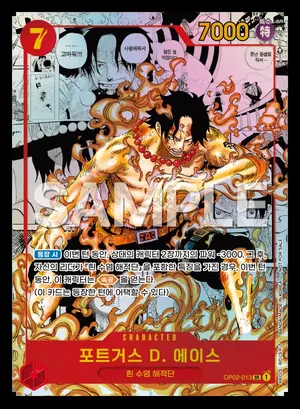 7
7000
特
고마워!!!
사랑해줘서
SAMPLE
등장 시 이번 턴 동안, 상대의 캐릭터 2장까지의 파워 -3000. 그 후,
자신의 리더가 「흰 수염 해적단」을 포함한 특징을 가진 경우, 이번 턴
동안, 이 캐릭터는 속공 을 얻는다.
(이 카드는 등장한 턴에 어택할 수 있다)
CHARACTER
포트거스 D. 에이스
흰 수염 해적단
OP02-013
1